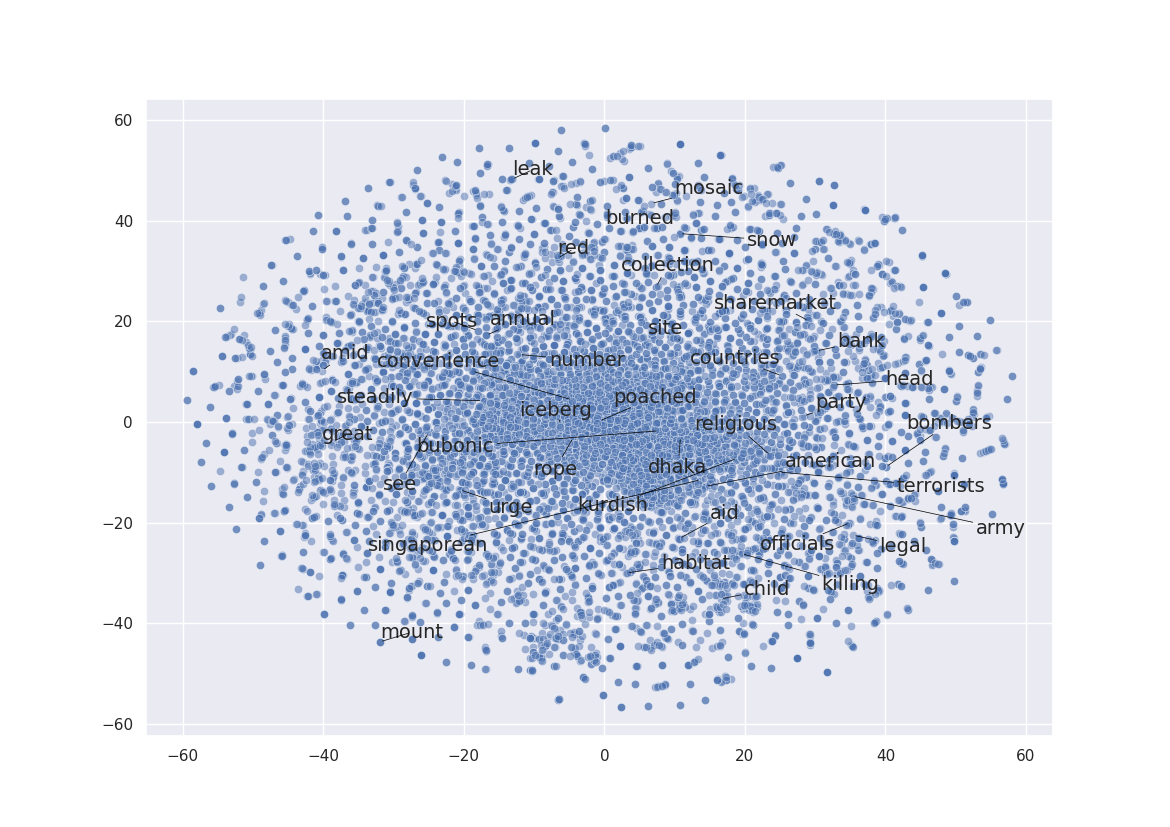 60
leak
mosaic
40
burned
snow
red
collection
sharemarket
20
spots
annual
site
bank
amid
convenience
number
countries
head
steadily
poached
iceberg
party
0
religious
bombers
great
bubonic
rope
dhaka
american
see
terrorists
urge
kurdish
aid
−20
army
singaporean
officials
legal
habitat
killing
child
−40
mount
−60
−60 −40 −20 0 20 40 60